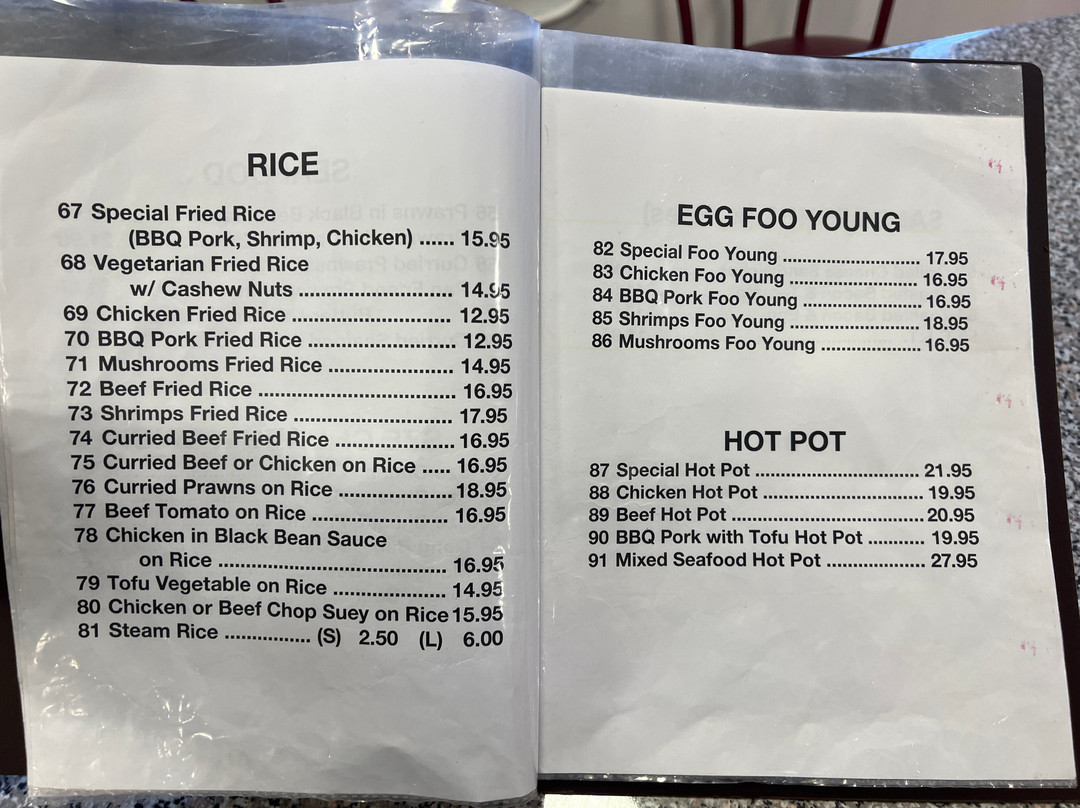 RICE
67 Special Fried Rice
(BBQ Pork, Shrimp, Chicken) ...... 15.95
68 Vegetarian Fried Rice
w/ Cashew Nuts ............................ 14.95
69 Chicken Fried Rice ............................. 12.95
70 BBQ Pork Fried Rice ........................... 12.95
71 Mushrooms Fried Rice ....................... 14.95
72 Beef Fried Rice .................................... 16.95
73 Shrimps Fried Rice .............................. 17.95
74 Curried Beef Fried Rice ...................... 16.95
75 Curried Beef or Chicken on Rice ..... 16.95
76 Curried Prawns on Rice ..................... 18.95
77 Beef Tomato on Rice ......................... 16.95
78 Chicken in Black Bean Sauce
on Rice .......................................... 16.95
79 Tofu Vegetable on Rice ..................... 14.95
80 Chicken or Beef Chop Suey on Rice 15.95
81 Steam Rice ................ (S) 2.50 (L) 6.00
EGG FOO YOUNG
82 Special Foo Young ......................... 17.95
83 Chicken Foo Young ........................ 16.95
84 BBQ Pork Foo Young ..................... 16.95
85 Shrimps Foo Young ....................... 18.95
86 Mushrooms Foo Young .................. 16.95
HOT POT
87 Special Hot Pot ............................... 21.95
88 Chicken Hot Pot .............................. 19.95
89 Beef Hot Pot ................................... 20.95
90 BBQ Pork with Tofu Hot Pot .......... 19.95
91 Mixed Seafood Hot Pot .................. 27.95